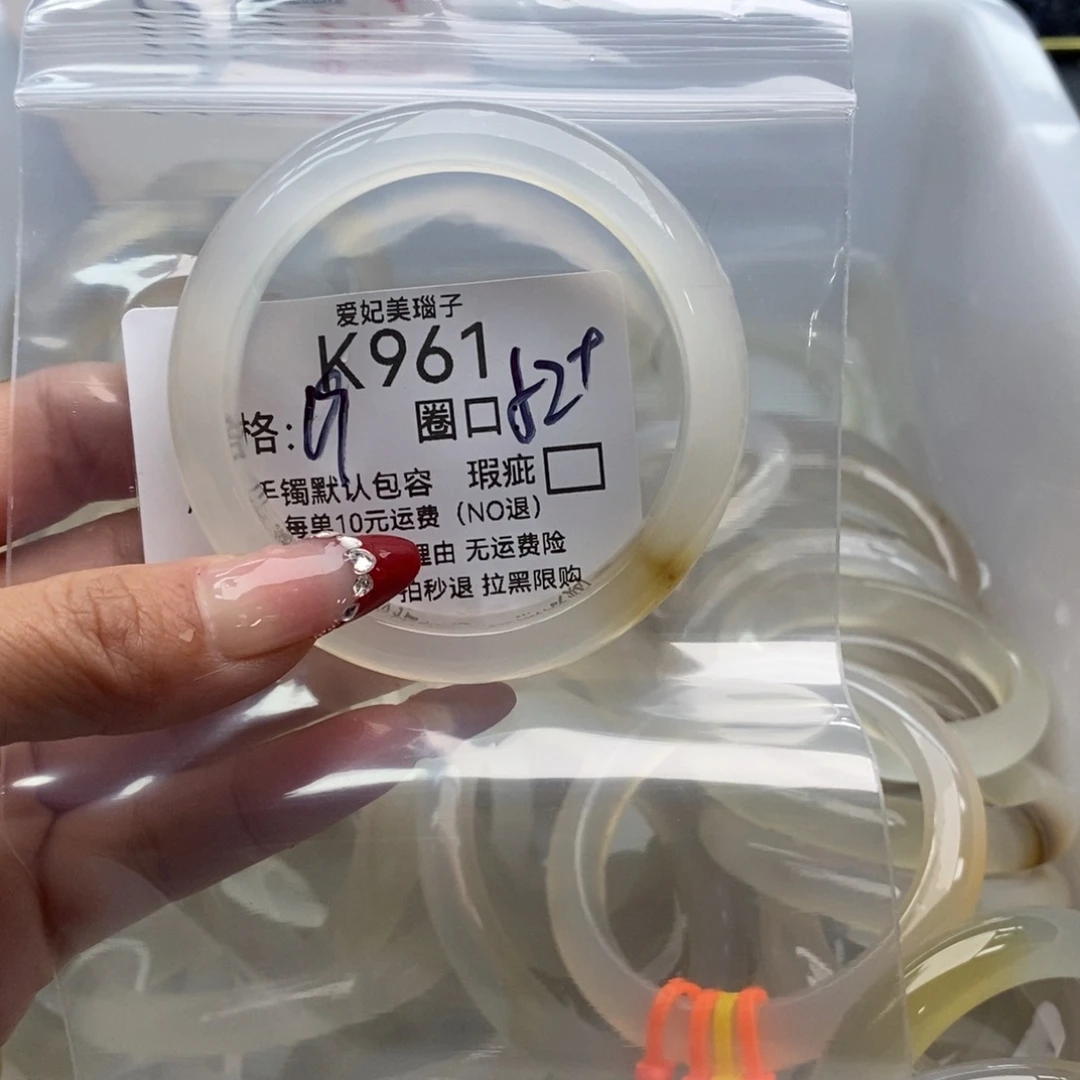 爱妃美瑙子
K961
格: 圈口 52+
手镯默认包容 瑕疵
每单10元运费（NO退）
理由 无运费险
拍秒退 拉黑限购